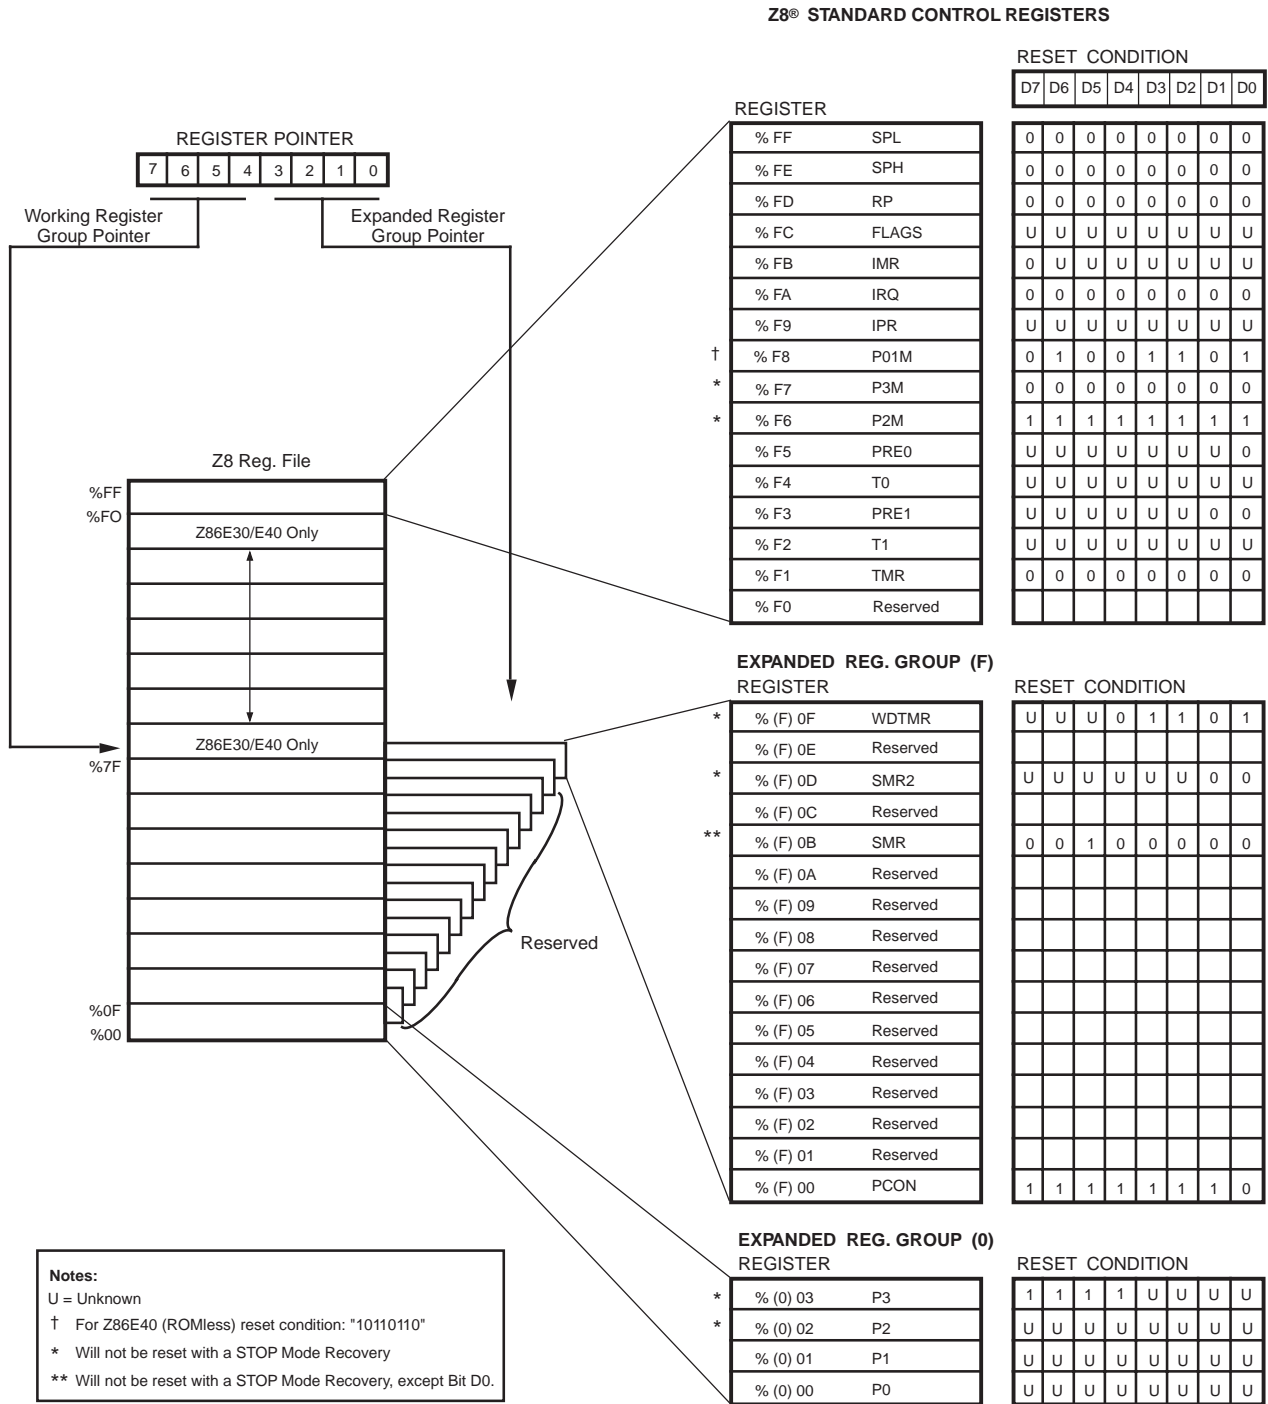 Z8® STANDARD CONTROL REGISTERS
RESET CONDITION
D7 D6 D5 D4 D3 D2 D1 D0
REGISTER
% FF SPL 0 0 0 0 0 0 0 0
% FE SPH 0 0 0 0 0 0 0 0
% FD RP 0 0 0 0 0 0 0 0
% FC FLAGS U U U U U U U U
% FB IMR 0 U U U U U U U
% FA IRQ 0 0 0 0 0 0 0 0
% F9 IPR U U U U U U U U
† % F8 P01M 0 1 0 0 1 1 0 1
* % F7 P3M 0 0 0 0 0 0 0 0
* % F6 P2M 1 1 1 1 1 1 1 1
% F5 PRE0 U U U U U U U 0
% F4 T0 U U U U U U U U
% F3 PRE1 U U U U U U 0 0
% F2 T1 U U U U U U U U
% F1 TMR 0 0 0 0 0 0 0 0
% F0 Reserved
REGISTER POINTER
7 6 5 4 3 2 1 0
Working Register
Group Pointer
Expanded Register
Group Pointer
Z8 Reg. File
%FF
%FO
Z86E30/E40 Only
Z86E30/E40 Only
%7F
Reserved
%0F
%00
EXPANDED REG. GROUP (F)
REGISTER RESET CONDITION
* % (F) 0F WDTMR U U U 0 1 1 0 1
% (F) 0E Reserved
* % (F) 0D SMR2 U U U U U U 0 0
% (F) 0C Reserved
** % (F) 0B SMR 0 0 1 0 0 0 0 0
% (F) 0A Reserved
% (F) 09 Reserved
% (F) 08 Reserved
% (F) 07 Reserved
% (F) 06 Reserved
% (F) 05 Reserved
% (F) 04 Reserved
% (F) 03 Reserved
% (F) 02 Reserved
% (F) 01 Reserved
% (F) 00 PCON 1 1 1 1 1 1 1 0
EXPANDED REG. GROUP (0)
REGISTER RESET CONDITION
* % (0) 03 P3 1 1 1 1 U U U U
* % (0) 02 P2 U U U U U U U U
% (0) 01 P1 U U U U U U U U
% (0) 00 P0 U U U U U U U U
Notes:
U = Unknown
† For Z86E40 (ROMless) reset condition: "10110110"
* Will not be reset with a STOP Mode Recovery
** Will not be reset with a STOP Mode Recovery, except Bit D0.